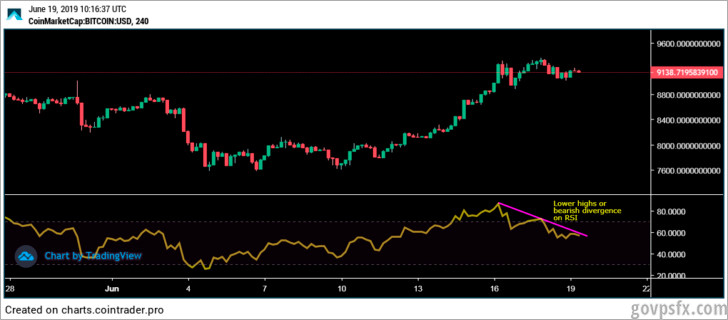 June 19, 2019 10:16:37 UTC
CoinMarketCap:BITCOIN:USD, 240
9600.0000000000
9138.7195839100
8800.0000000000
8400.0000000000
8000.0000000000
7600.0000000000
Lower highs or
bearish divergence
on RSI
80.0000
60.0000
40.0000
20.0000
Chart by TradingView
28
Jun
4
7
10
13
16
19
22
Created on charts.cointrader.pro
govpsfx.com